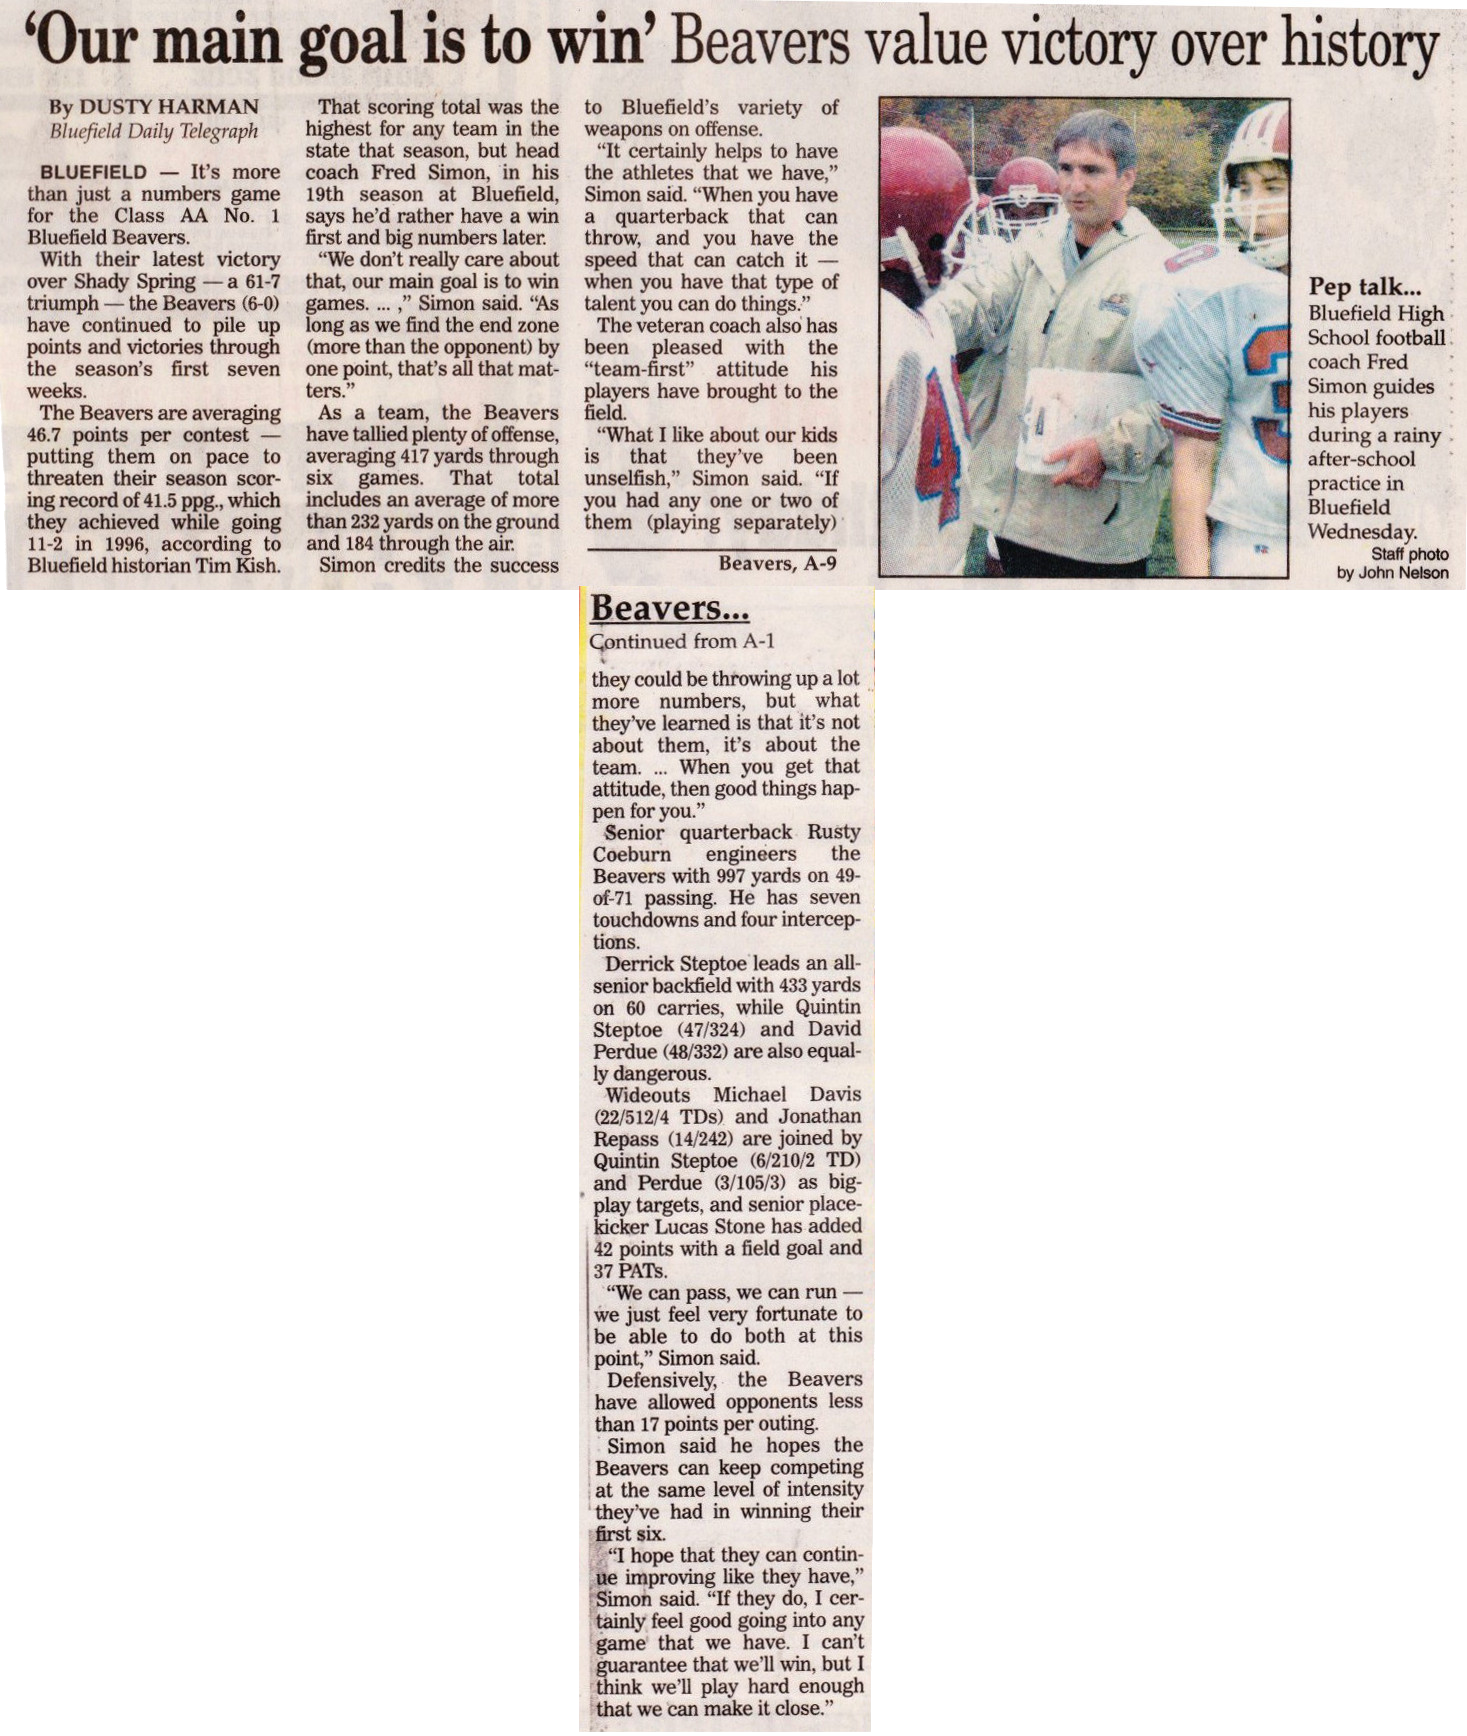 ‘Our main goal is to win’ Beavers value victory over history
By DUSTY HARMAN
Bluefield Daily Telegraph
BLUEFIELD — It's more
than just a numbers game
for the Class AA No. 1
Bluefield Beavers.
With their latest victory
over Shady Spring — a 61-7
triumph — the Beavers (6-0)
have continued to pile up
points and victories through
the season's first seven
weeks.
The Beavers are averaging
46.7 points per contest —
putting them on pace to
threaten their season scor-
ing record of 41.5 ppg., which
they achieved while going
11-2 in 1996, according to
Bluefield historian Tim Kish.
That scoring total was the
highest for any team in the
state that season, but head
coach Fred Simon, in his
19th season at Bluefield,
says he'd rather have a win
first and big numbers later.
“We don't really care about
that, our main goal is to win
games. ... ,” Simon said. “As
long as we find the end zone
(more than the opponent) by
one point, that's all that mat-
ters.”
As a team, the Beavers
have tallied plenty of offense,
averaging 417 yards through
six games. That total
includes an average of more
than 232 yards on the ground
and 184 through the air.
Simon credits the success
to Bluefield's variety of
weapons on offense.
“It certainly helps to have
the athletes that we have,”
Simon said. “When you have
a quarterback that can
throw, and you have the
speed that can catch it —
when you have that type of
talent you can do things.”
The veteran coach also has
been pleased with the
“team-first” attitude his
players have brought to the
field.
“What I like about our kids
is that they've been
unselfish,” Simon said. “If
you had any one or two of
them (playing separately)
Beavers, A-9
Pep talk...
Bluefield High
School football
coach Fred
Simon guides
his players
during a rainy
after-school
practice in
Bluefield
Wednesday.
Staff photo
by John Nelson
Beavers...
Continued from A-1
they could be throwing up a lot
more numbers, but what
they've learned is that it's not
about them, it's about the
team. ... When you get that
attitude, then good things hap-
pen for you.”
Senior quarterback Rusty
Coeburn engineers the
Beavers with 997 yards on 49-
of-71 passing. He has seven
touchdowns and four intercep-
tions.
Derrick Steptoe leads an all-
senior backfield with 433 yards
on 60 carries, while Quintin
Steptoe (47/324) and David
Perdue (48/332) are also equal-
ly dangerous.
Wideouts Michael Davis
(22/512/4 TDs) and Jonathan
Repass (14/242) are joined by
Quintin Steptoe (6/210/2 TD)
and Perdue (3/105/3) as big-
play targets, and senior place-
kicker Lucas Stone has added
42 points with a field goal and
37 PATs.
“We can pass, we can run —
we just feel very fortunate to
be able to do both at this
point,” Simon said.
Defensively, the Beavers
have allowed opponents less
than 17 points per outing.
Simon said he hopes the
Beavers can keep competing
at the same level of intensity
they've had in winning their
first six.
“I hope that they can contin-
ue improving like they have,”
Simon said. “If they do, I cer-
tainly feel good going into any
game that we have. I can't
guarantee that we'll win, but I
think we'll play hard enough
that we can make it close.”